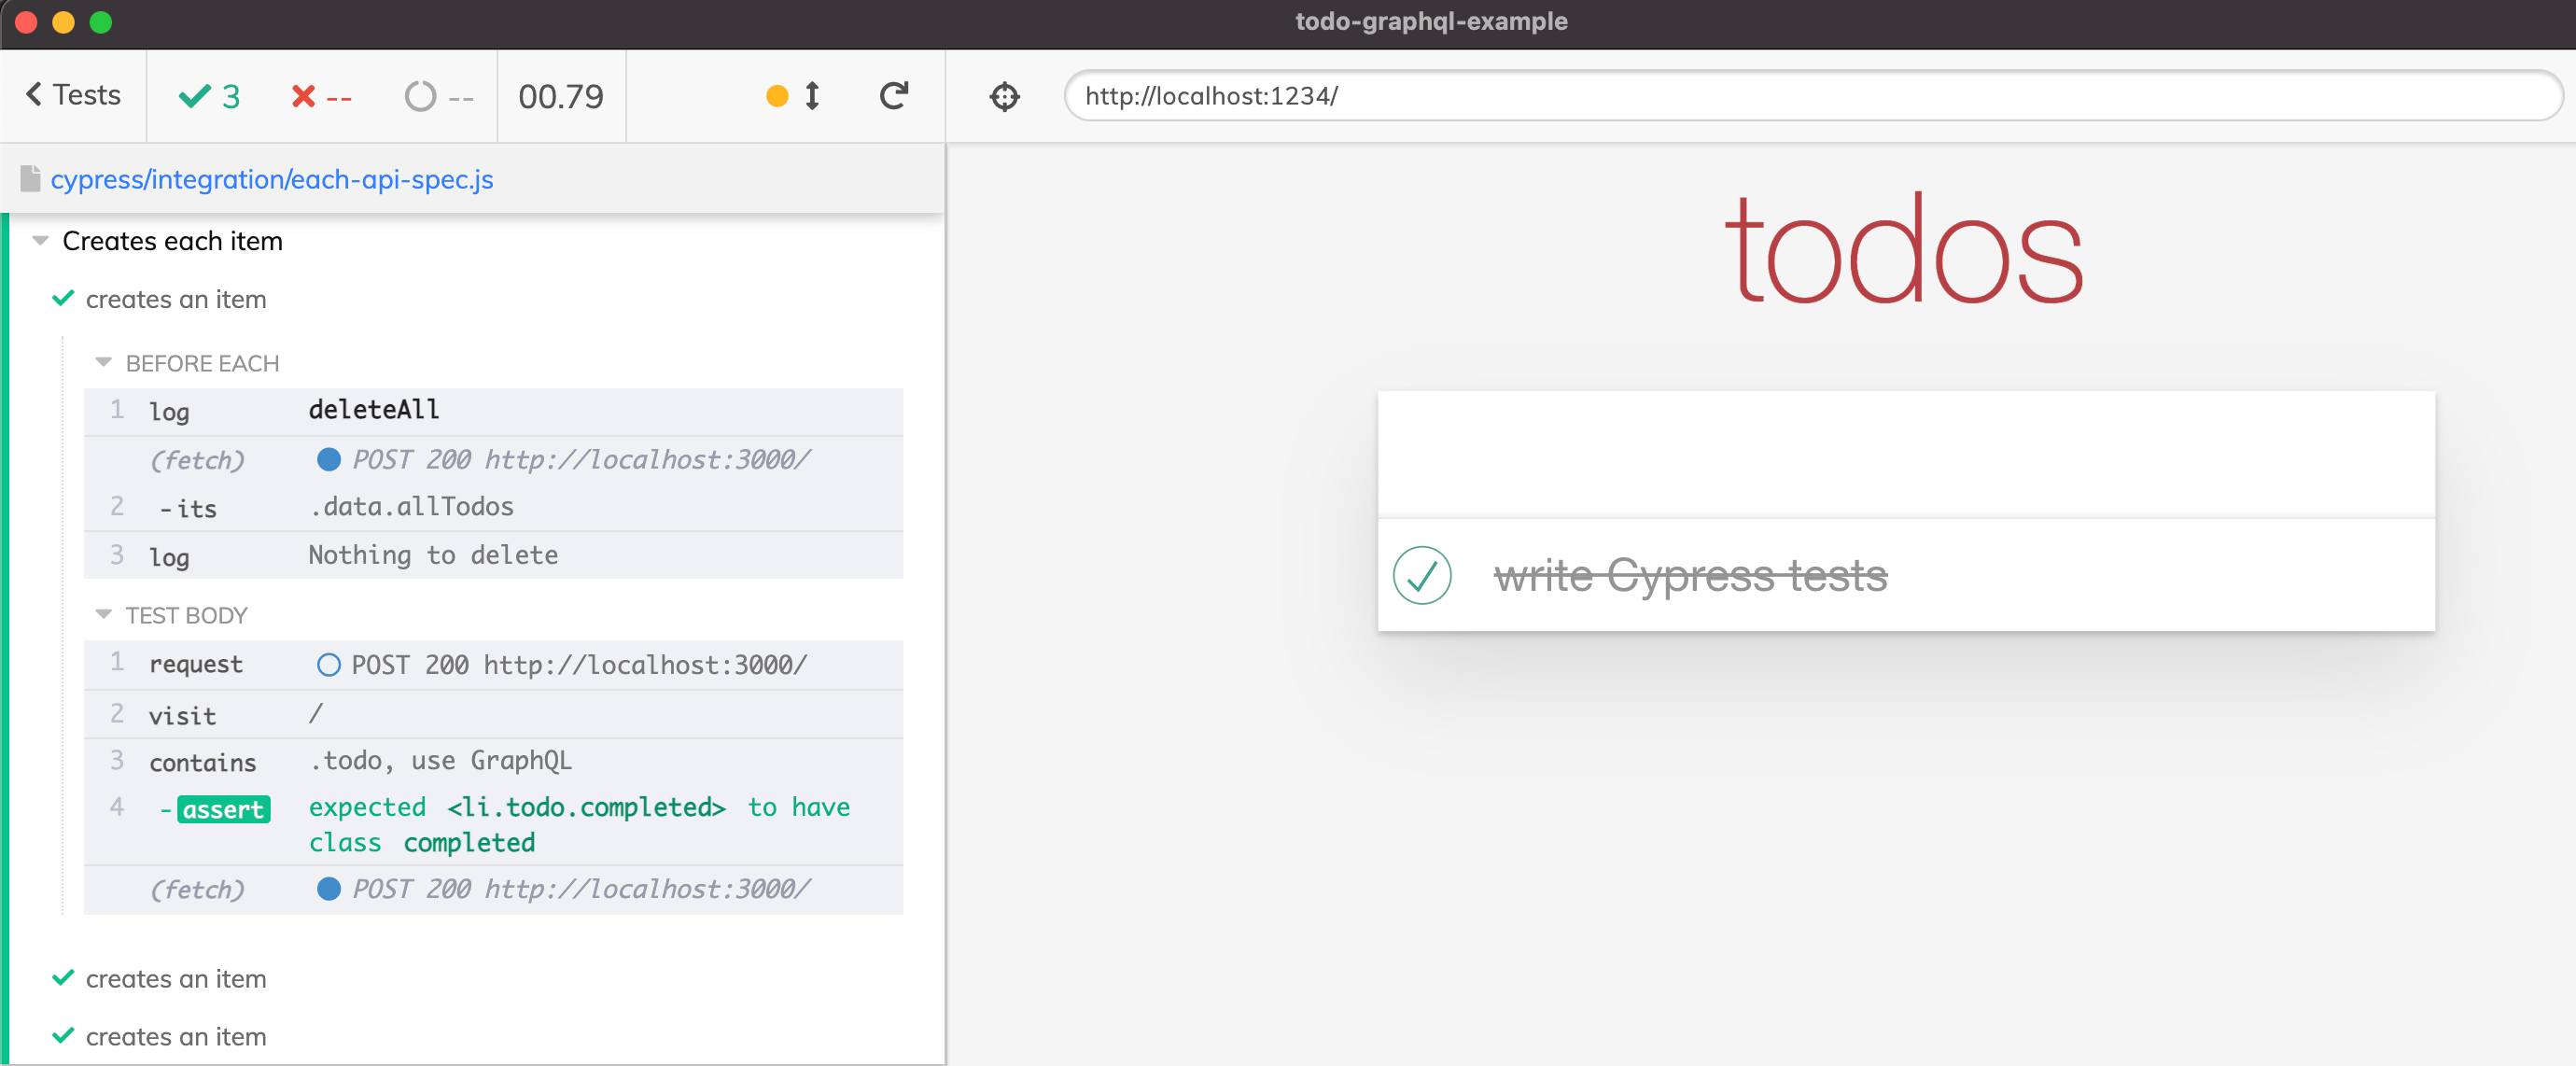 todo-graphql-example
Tests 3 -- -- 00.79
http://localhost:1234/
cypress/integration/each-api-spec.js
Creates each item
creates an item
BEFORE EACH
1 log deleteAll
(fetch) POST 200 http://localhost:3000/
2 -its .data.allTodos
3 log Nothing to delete
TEST BODY
1 request POST 200 http://localhost:3000/
2 visit /
3 contains .todo, use GraphQL
4 -assert expected <li.todo.completed> to have
class completed
(fetch) POST 200 http://localhost:3000/
creates an item
creates an item
todos
write Cypress tests